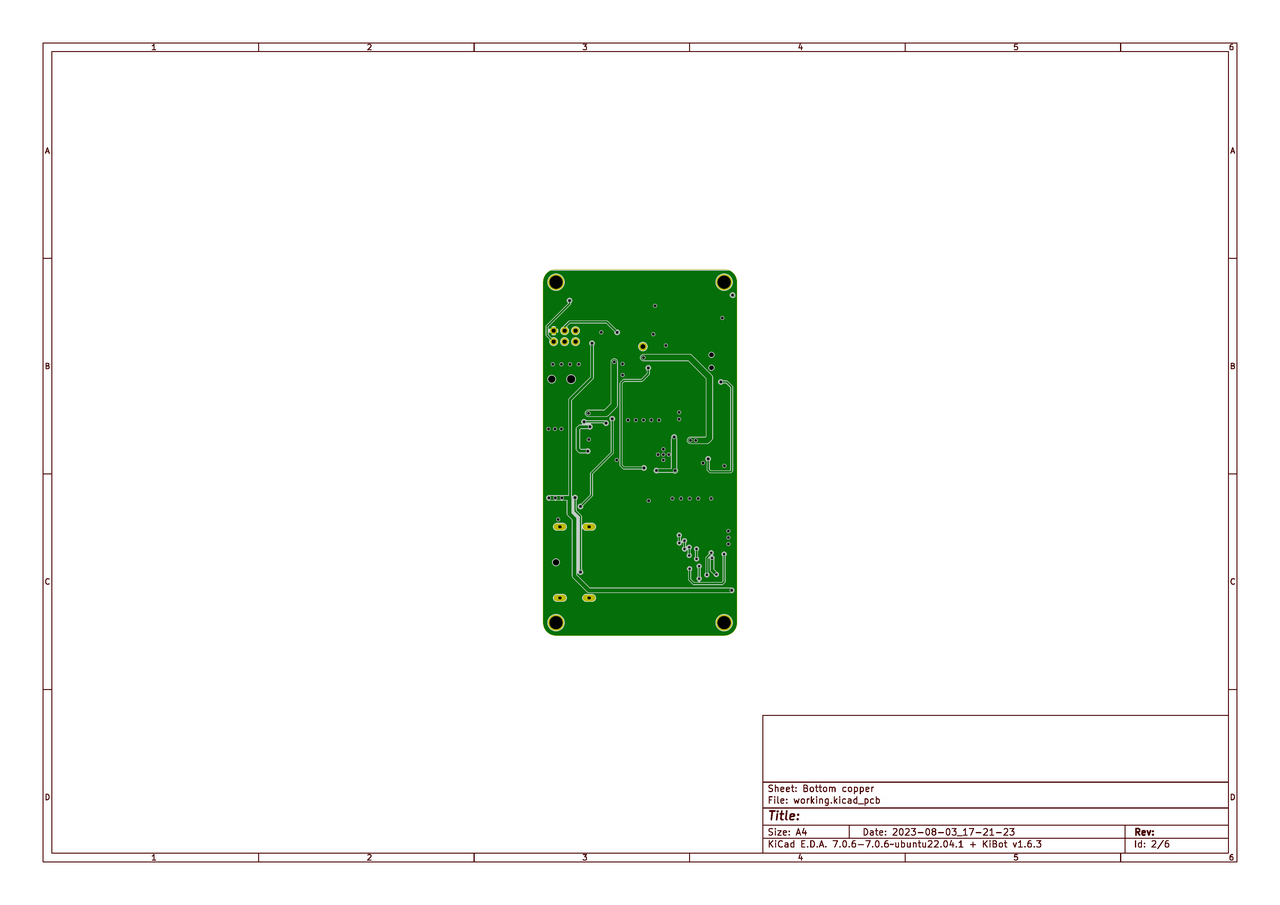 1 2 3 4 5 6
A A
B B
C C
D D
Sheet: Bottom copper
File: working.kicad_pcb
Title:
Size: A4 Date: 2023-08-03_17-21-23 Rev:
KiCad E.D.A. 7.0.6-7.0.6~ubuntu22.04.1 + KiBot v1.6.3 Id: 2/6
1 2 3 4 5 6